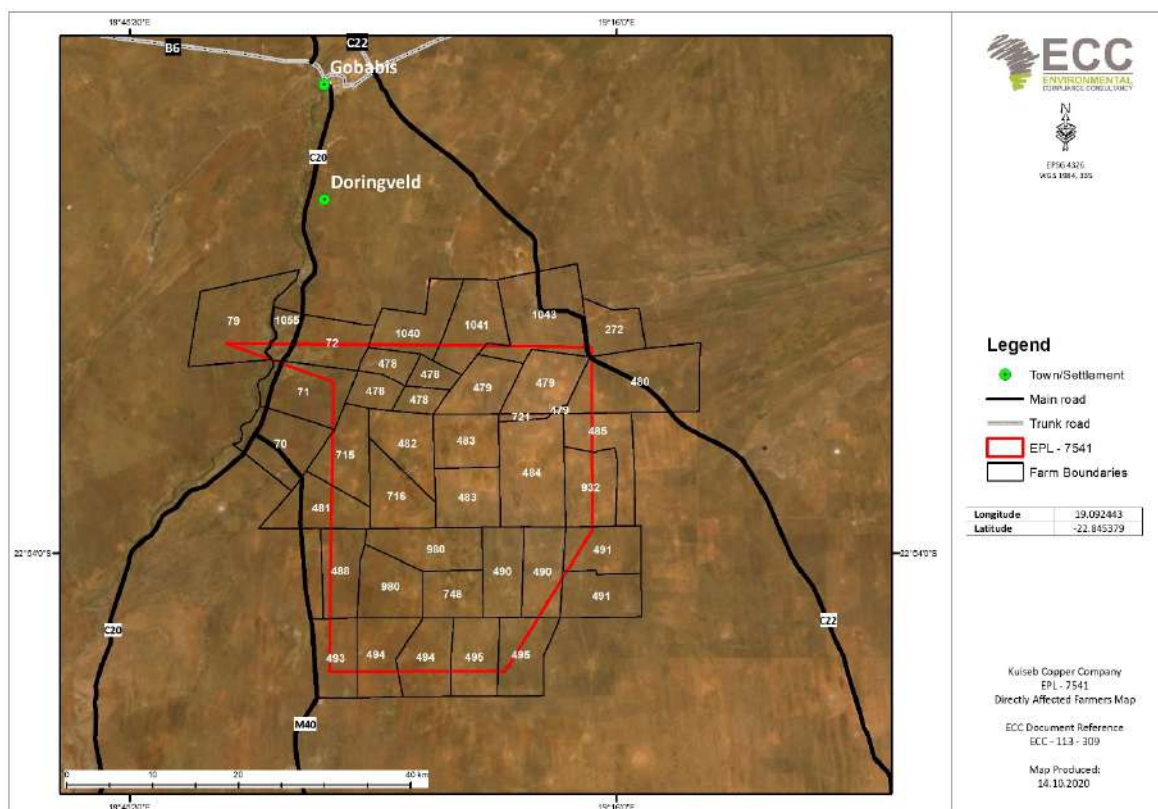 18°45'0"E
19°16'0"E
B6
C22
Gobabis
C20
Doringveld
79
1055
72
1040
1041
1043
272
478
478
478
478
479
479
479
480
71
721
70
715
482
483
485
484
716
483
932
481
22°54'0"S
22°54'0"S
488
980
980
748
490
490
491
491
C20
C22
493
494
494
495
495
M40
0 10 20 40 km
18°45'0"E
19°16'0"E
ECC
ENVIRONMENTAL
COMPLIANCE CONSULTANCY
N
EPSG 4326
WGS 1984, 33S
Legend
Town/Settlement
Main road
Trunk road
EPL - 7541
Farm Boundaries
Longitude 19.092443
Latitude -22.845379
Kuiseb Copper Company
EPL - 7541
Directly Affected Farmers Map
ECC Document Reference
ECC - 113 - 309
Map Produced:
14.10.2020